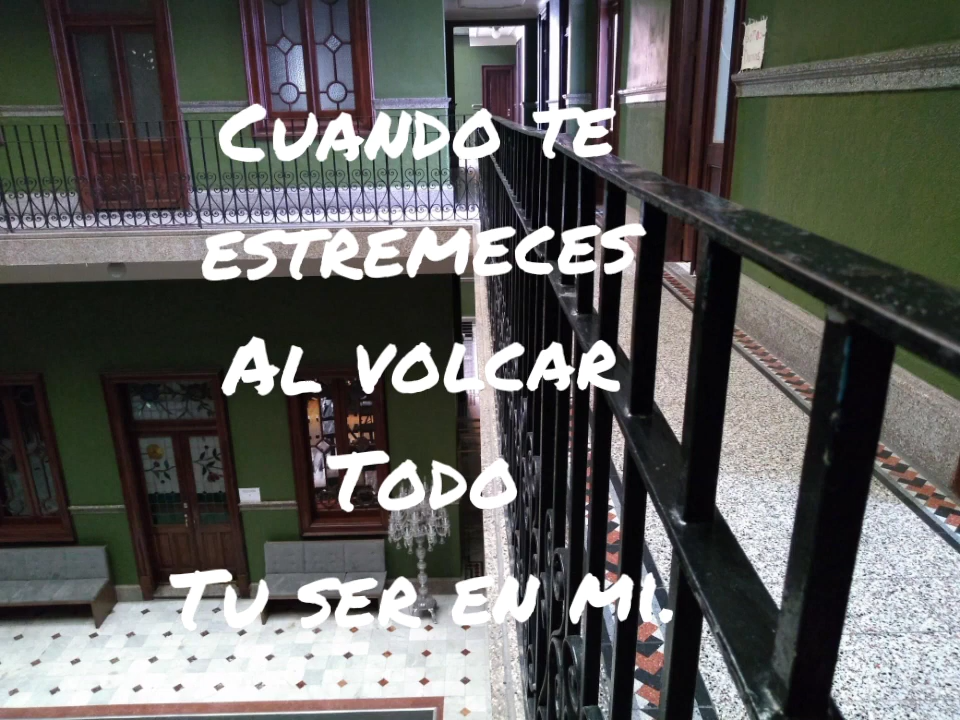 Cuando te
estremeces
Al volcar
Todo
Tu ser en mi.